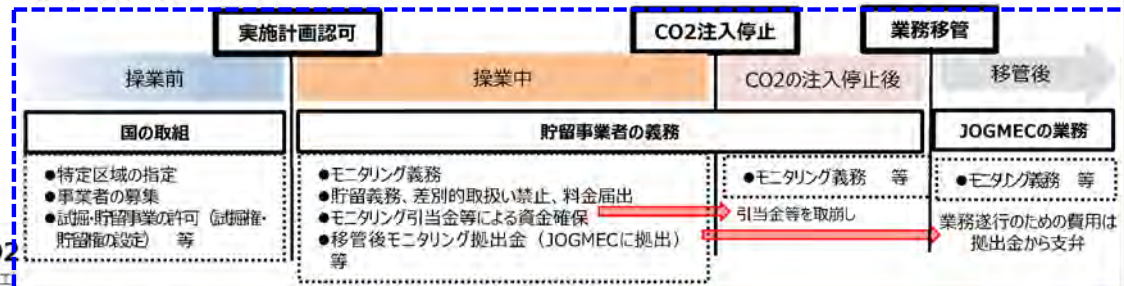 実施計画認可
CO2注入停止
業務移管
操業前
操業中
CO2の注入停止後
移管後
国の取組
貯留事業者の義務
JOGMECの業務
●特定区域の指定
●事業者の募集
●試掘・貯留事業の許可（試掘権・
貯留権の設定） 等
●モニタリング義務
●貯留義務、差別的取扱い禁止、料金届出
●モニタリング引当金等による資金確保
●移管後モニタリング拠出金（JOGMECに拠出）
等
●モニタリング義務 等
引当金等を取崩し
●モニタリング義務 等
業務遂行のための費用は
拠出金から支弁